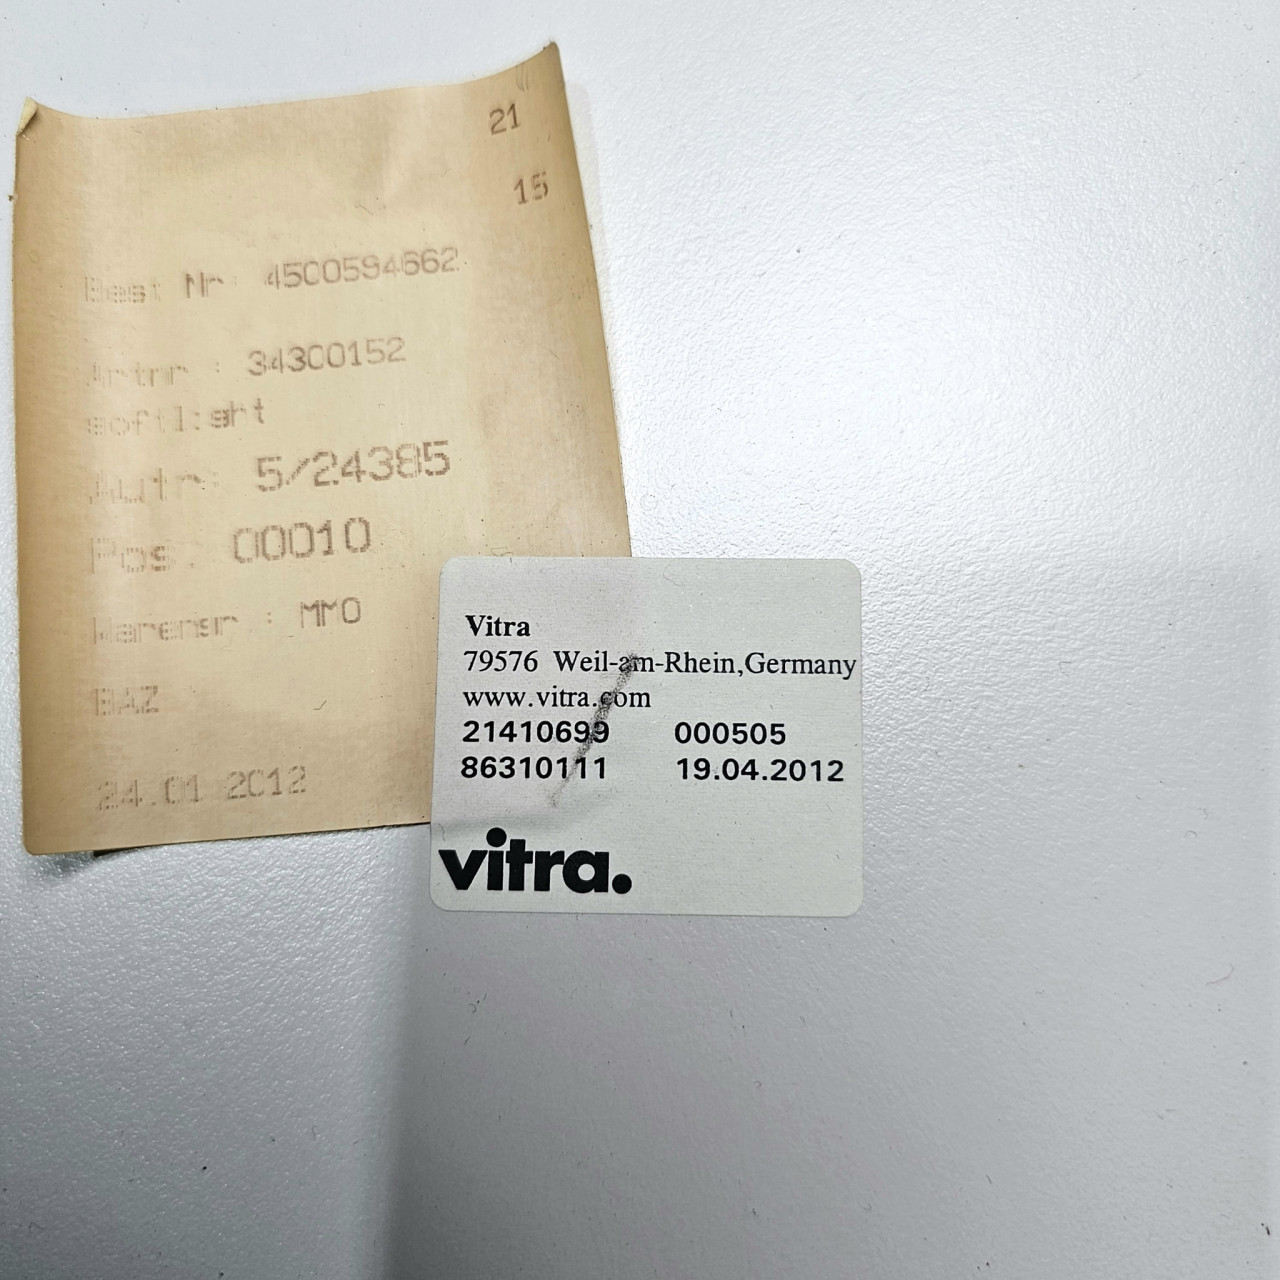 21
15
Best Nr: 4500594662
Artnr : 34300152
softlight
Autr: 5/24385
Pos: 00010
Warengr : MMO
BAZ
24.01 2012
Vitra
79576 Weil-am-Rhein,Germany
www.vitra.com
21410699 000505
86310111 19.04.2012
vitra.